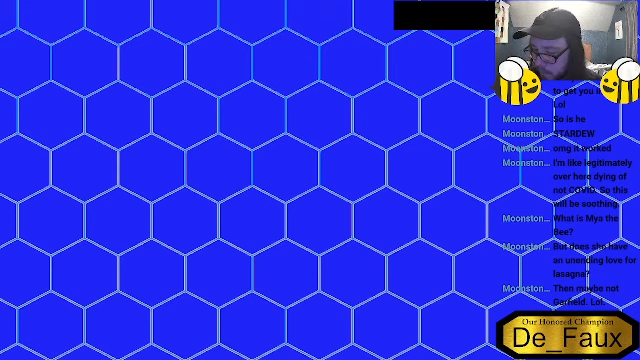 to get you i
Lol
Moonston... So is he
Moonston... STARDEW
Moonston... omg it worked
Moonston... I'm like legitimately
over here dying of
not COVID. So this
will be soothing.
Moonston... What is Mya the
Bee?
Moonston... But does she have
an unending love for
lasagna?
Moonston... Then maybe not
Garfield. Lol.
Our Honored Champion
De_Faux